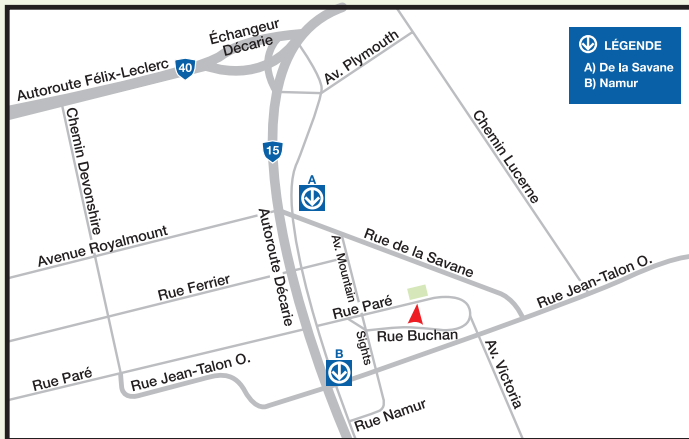 Échangeur
Décarie
Autoroute Félix-Leclerc
40
Av. Plymouth
LÉGENDE
A) De la Savane
B) Namur
Chemin Devonshire
15
Chemin Lucerne
A
Avenue Royalmount
Autoroute Décarie
Av. Mountain
Sights
Rue de la Savane
Rue Ferrier
Rue Jean-Talon O.
Rue Paré
Rue Buchan
B
Rue Paré
Rue Jean-Talon O.
Av. Victoria
Rue Namur